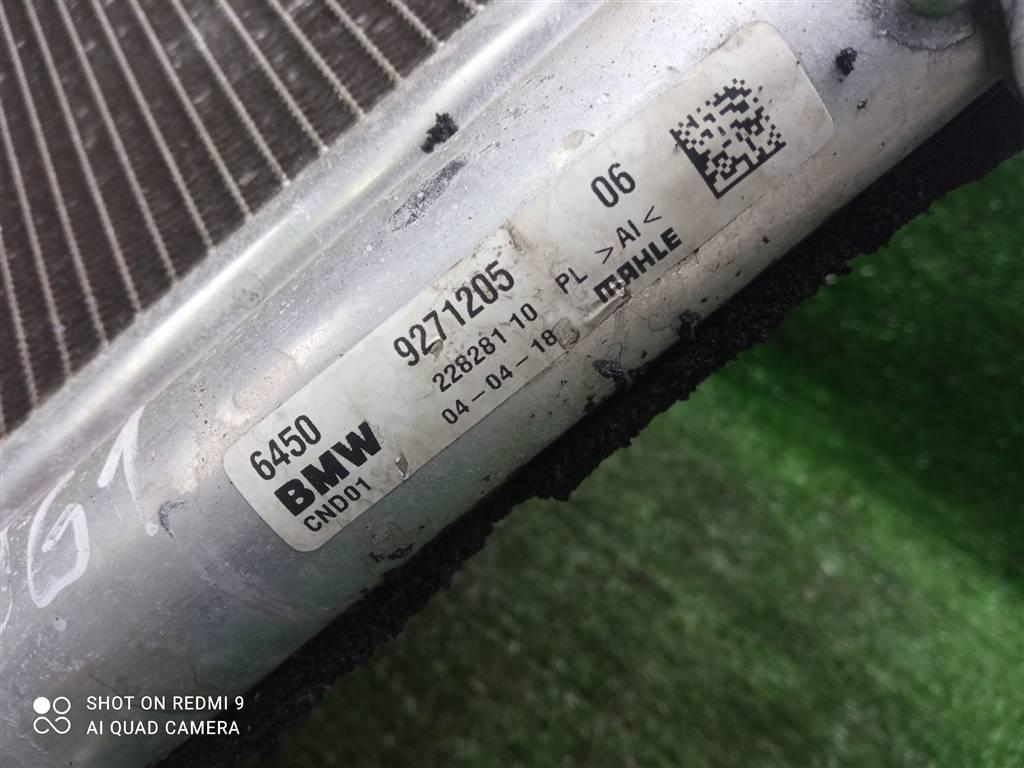 6450
BMW
CND01
9271205
228281 10
04-04-18
06
PL >AI<
MAHLE
G1
SHOT ON REDMI 9
AI QUAD CAMERA